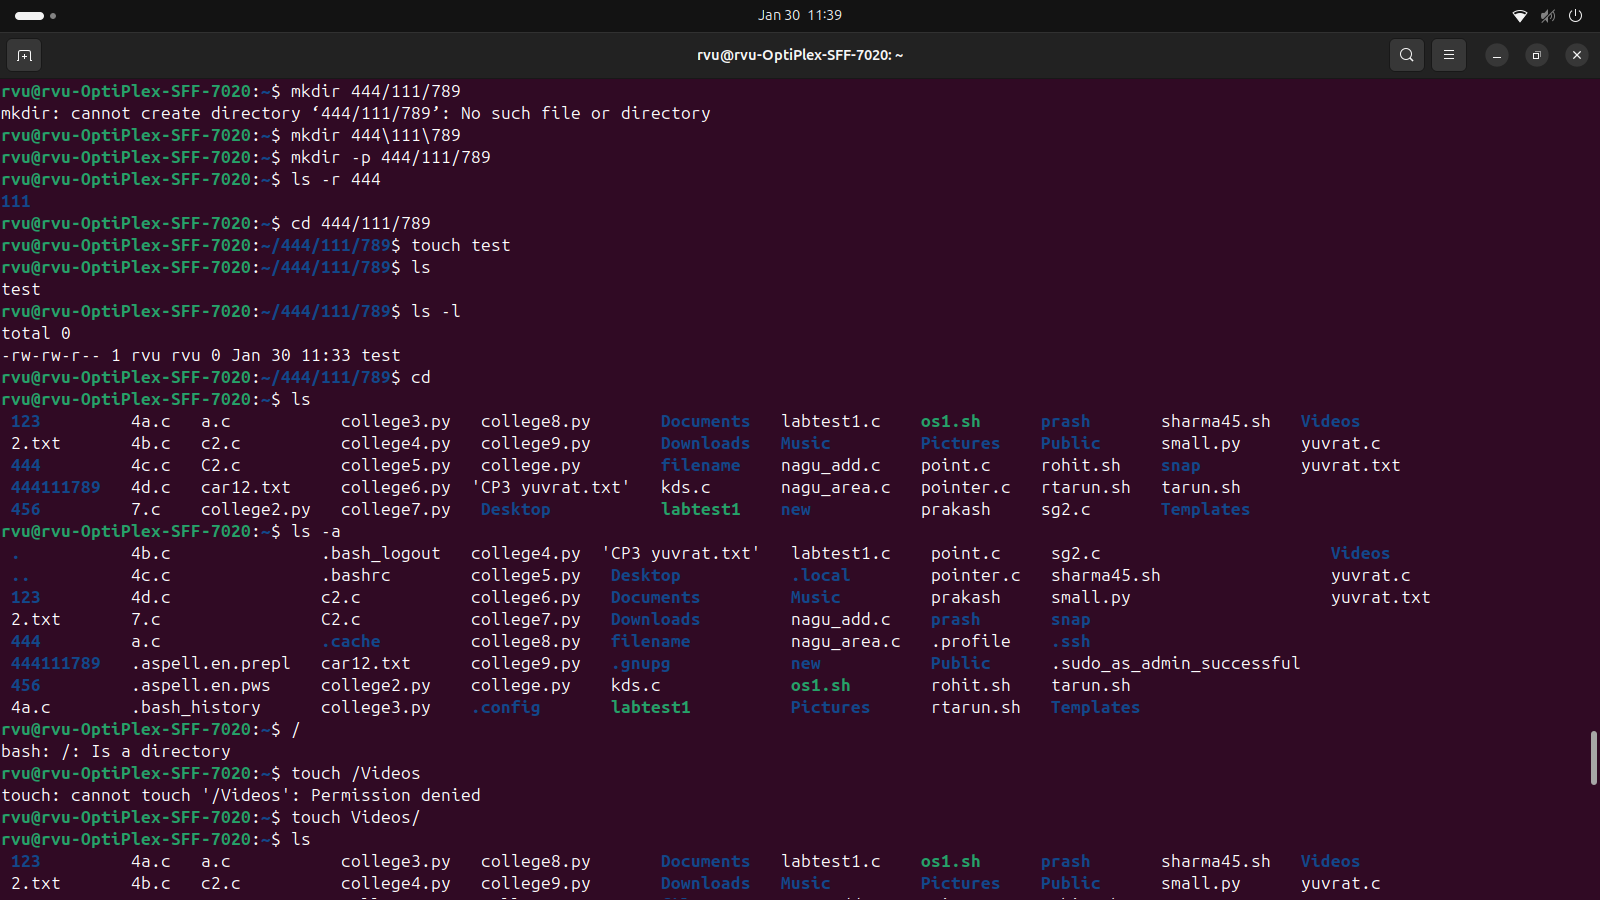 Jan 30 11:39
rvu@rvu-OptiPlex-SFF-7020: ~
rvu@rvu-OptiPlex-SFF-7020:~$ mkdir 444/111/789
mkdir: cannot create directory ‘444/111/789’: No such file or directory
rvu@rvu-OptiPlex-SFF-7020:~$ mkdir 444\111\789
rvu@rvu-OptiPlex-SFF-7020:~$ mkdir -p 444/111/789
rvu@rvu-OptiPlex-SFF-7020:~$ ls -r 444
111
rvu@rvu-OptiPlex-SFF-7020:~$ cd 444/111/789
rvu@rvu-OptiPlex-SFF-7020:~/444/111/789$ touch test
rvu@rvu-OptiPlex-SFF-7020:~/444/111/789$ ls
test
rvu@rvu-OptiPlex-SFF-7020:~/444/111/789$ ls -l
total 0
-rw-rw-r-- 1 rvu rvu 0 Jan 30 11:33 test
rvu@rvu-OptiPlex-SFF-7020:~/444/111/789$ cd
rvu@rvu-OptiPlex-SFF-7020:~$ ls
123 4a.c a.c college3.py college8.py Documents labtest1.c os1.sh prash sharma45.sh Videos
2.txt 4b.c c2.c college4.py college9.py Downloads Music Pictures Public small.py yuvrat.c
444 4c.c C2.c college5.py college.py filename nagu_add.c point.c rohit.sh snap yuvrat.txt
444111789 4d.c car12.txt college6.py 'CP3 yuvrat.txt' kds.c nagu_area.c pointer.c rtarun.sh tarun.sh
456 7.c college2.py college7.py Desktop labtest1 new prakash sg2.c Templates
rvu@rvu-OptiPlex-SFF-7020:~$ ls -a
. 4b.c .bash_logout college4.py 'CP3 yuvrat.txt' labtest1.c point.c sg2.c Videos
.. 4c.c .bashrc college5.py Desktop .local pointer.c sharma45.sh yuvrat.c
123 4d.c c2.c college6.py Documents Music prakash small.py yuvrat.txt
2.txt 7.c C2.c college7.py Downloads nagu_add.c prash snap
444 a.c .cache college8.py filename nagu_area.c .profile .ssh
444111789 .aspell.en.prepl car12.txt college9.py .gnupg new Public .sudo_as_admin_successful
456 .aspell.en.pws college2.py college.py kds.c os1.sh rohit.sh tarun.sh
4a.c .bash_history college3.py .config labtest1 Pictures rtarun.sh Templates
rvu@rvu-OptiPlex-SFF-7020:~$ /
bash: /: Is a directory
rvu@rvu-OptiPlex-SFF-7020:~$ touch /Videos
touch: cannot touch '/Videos': Permission denied
rvu@rvu-OptiPlex-SFF-7020:~$ touch Videos/
rvu@rvu-OptiPlex-SFF-7020:~$ ls
123 4a.c a.c college3.py college8.py Documents labtest1.c os1.sh prash sharma45.sh Videos
2.txt 4b.c c2.c college4.py college9.py Downloads Music Pictures Public small.py yuvrat.c